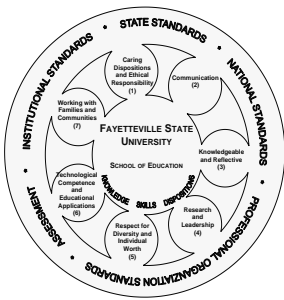 STATE STANDARDS
NATIONAL STANDARDS
PROFESSIONAL ORGANIZATION STANDARDS
ASSESSMENT
INSTITUTIONAL STANDARDS
Caring
Dispositions
and Ethical
Responsibility
(1)
Communication
(2)
Knowledgeable
and Reflective
(3)
Research
and
Leadership
(4)
Respect for
Diversity and
Individual
Worth
(5)
Technological
Competence
and
Educational
Applications
(6)
Working with
Families and
Communities
(7)
FAYETTEVILLE STATE
UNIVERSITY
SCHOOL OF EDUCATION
KNOWLEDGE SKILLS DISPOSITIONS